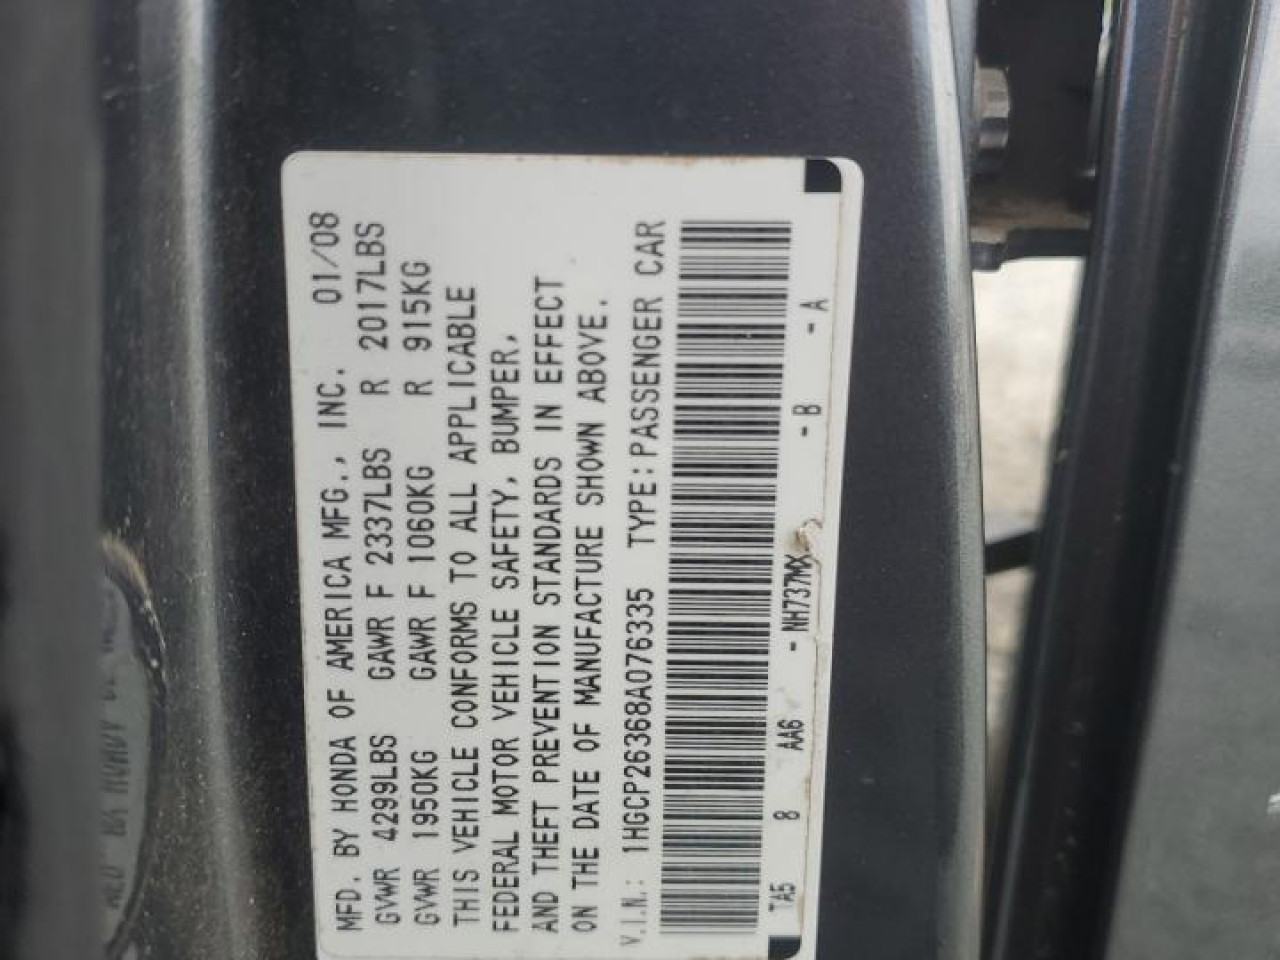 MFD. BY HONDA OF AMERICA MFG., INC. 01/08
GVWR 4299LBS GAWR F 2337LBS R 2017LBS
GVWR 1950KG GAWR F 1060KG R 915KG
THIS VEHICLE CONFORMS TO ALL APPLICABLE
FEDERAL MOTOR VEHICLE SAFETY, BUMPER,
AND THEFT PREVENTION STANDARDS IN EFFECT
ON THE DATE OF MANUFACTURE SHOWN ABOVE.
V.I.N.: 1HGCP26368A076335 TYPE:PASSENGER CAR
TA5 8 AA6 - NH737MX - B - A